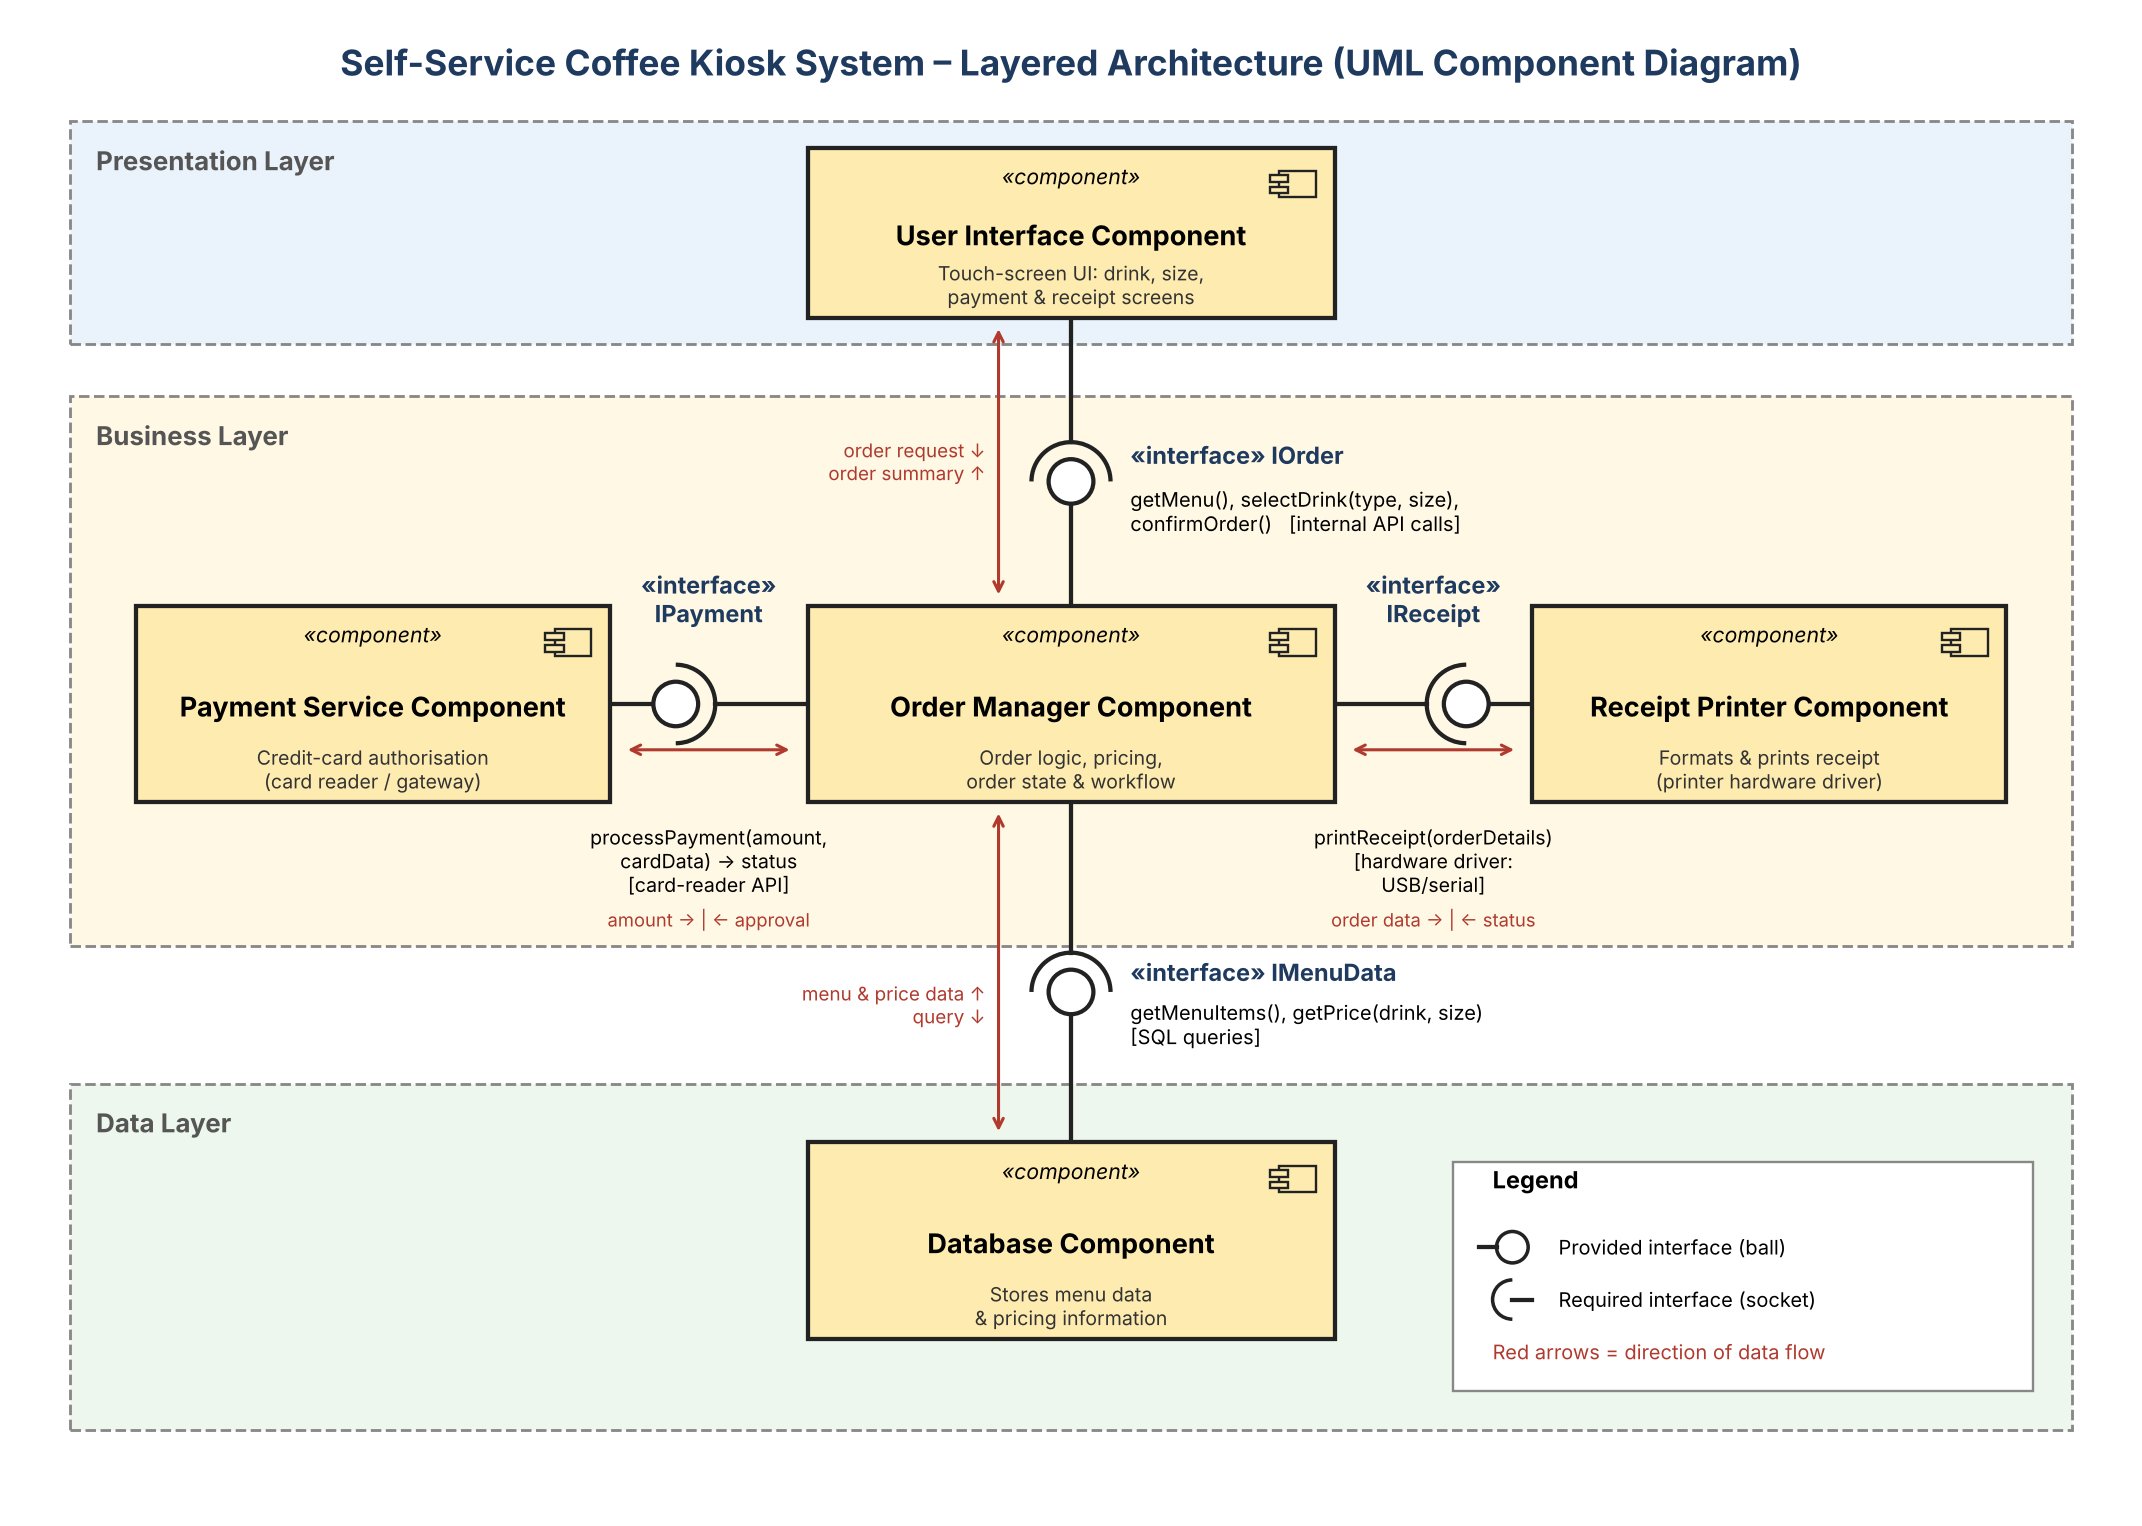 Self-Service Coffee Kiosk System – Layered Architecture (UML Component Diagram)
Presentation Layer
«component»
User Interface Component
Touch-screen UI: drink, size,
payment & receipt screens
Business Layer
order request ↓
order summary ↑
«interface» IOrder
getMenu(), selectDrink(type, size),
confirmOrder()   [internal API calls]
«interface»
IPayment
«interface»
IReceipt
«component»
Payment Service Component
Credit-card authorisation
(card reader / gateway)
«component»
Order Manager Component
Order logic, pricing,
order state & workflow
«component»
Receipt Printer Component
Formats & prints receipt
(printer hardware driver)
processPayment(amount,
cardData) → status
[card-reader API]
amount → | ← approval
printReceipt(orderDetails)
[hardware driver:
USB/serial]
order data → | ← status
menu & price data ↑
query ↓
«interface» IMenuData
getMenuItems(), getPrice(drink, size)
[SQL queries]
Data Layer
«component»
Database Component
Stores menu data
& pricing information
Legend
Provided interface (ball)
Required interface (socket)
Red arrows = direction of data flow